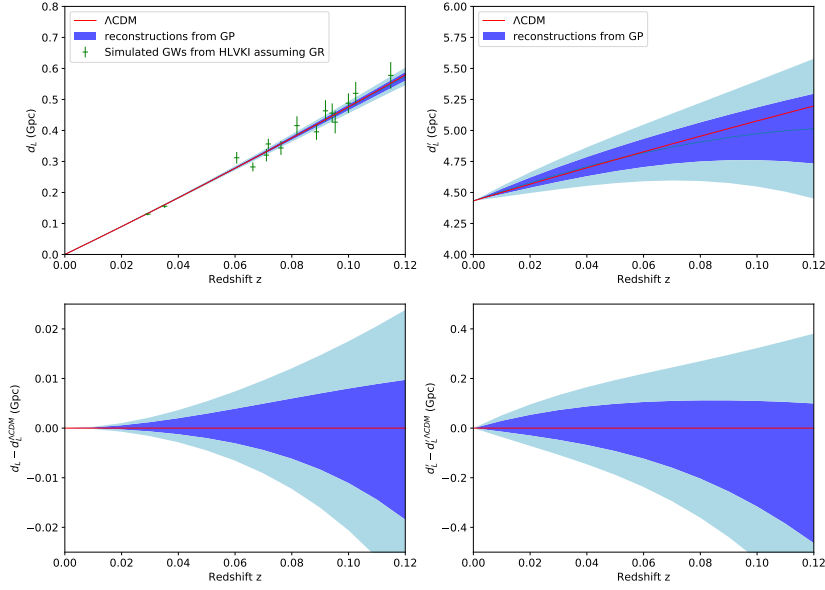 ΛCDM
reconstructions from GP
Simulated GWs from HLVKI assuming GR
0.8
0.7
0.6
0.5
0.4
0.3
0.2
0.1
0.0
d_L (Gpc)
0.00 0.02 0.04 0.06 0.08 0.10 0.12
Redshift z
ΛCDM
reconstructions from GP
6.00
5.75
5.50
5.25
5.00
4.75
4.50
4.25
4.00
d′_L (Gpc)
0.00 0.02 0.04 0.06 0.08 0.10 0.12
Redshift z
0.02
0.01
0.00
−0.01
−0.02
d_L − d_L^ΛCDM (Gpc)
0.00 0.02 0.04 0.06 0.08 0.10 0.12
Redshift z
0.4
0.2
0.0
−0.2
−0.4
d′_L − d′_L^ΛCDM (Gpc)
0.00 0.02 0.04 0.06 0.08 0.10 0.12
Redshift z